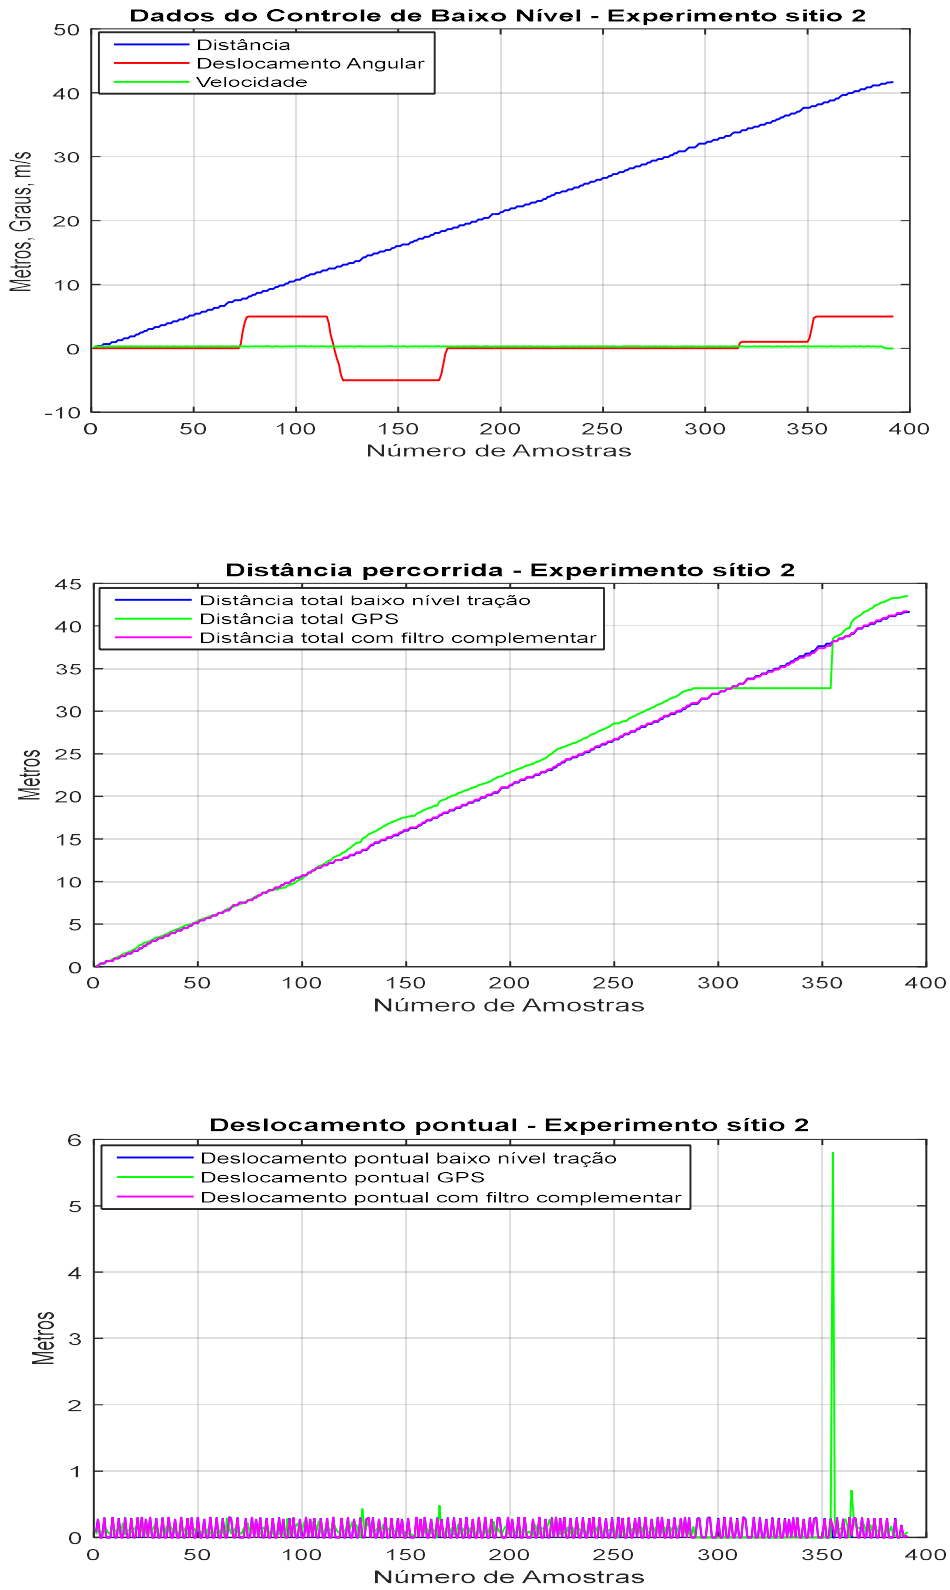 Dados do Controle de Baixo Nível - Experimento sitio 2
50
Distância
Deslocamento Angular
Velocidade
40
30
20
10
0
-10
Metros, Graus, m/s
0 50 100 150 200 250 300 350 400
Número de Amostras
Distância percorrida - Experimento sítio 2
45
Distância total baixo nível tração
Distância total GPS
Distância total com filtro complementar
40
35
30
25
20
15
10
5
0
Metros
0 50 100 150 200 250 300 350 400
Número de Amostras
Deslocamento pontual - Experimento sítio 2
6
Deslocamento pontual baixo nível tração
Deslocamento pontual GPS
Deslocamento pontual com filtro complementar
5
4
3
2
1
0
Metros
0 50 100 150 200 250 300 350 400
Número de Amostras